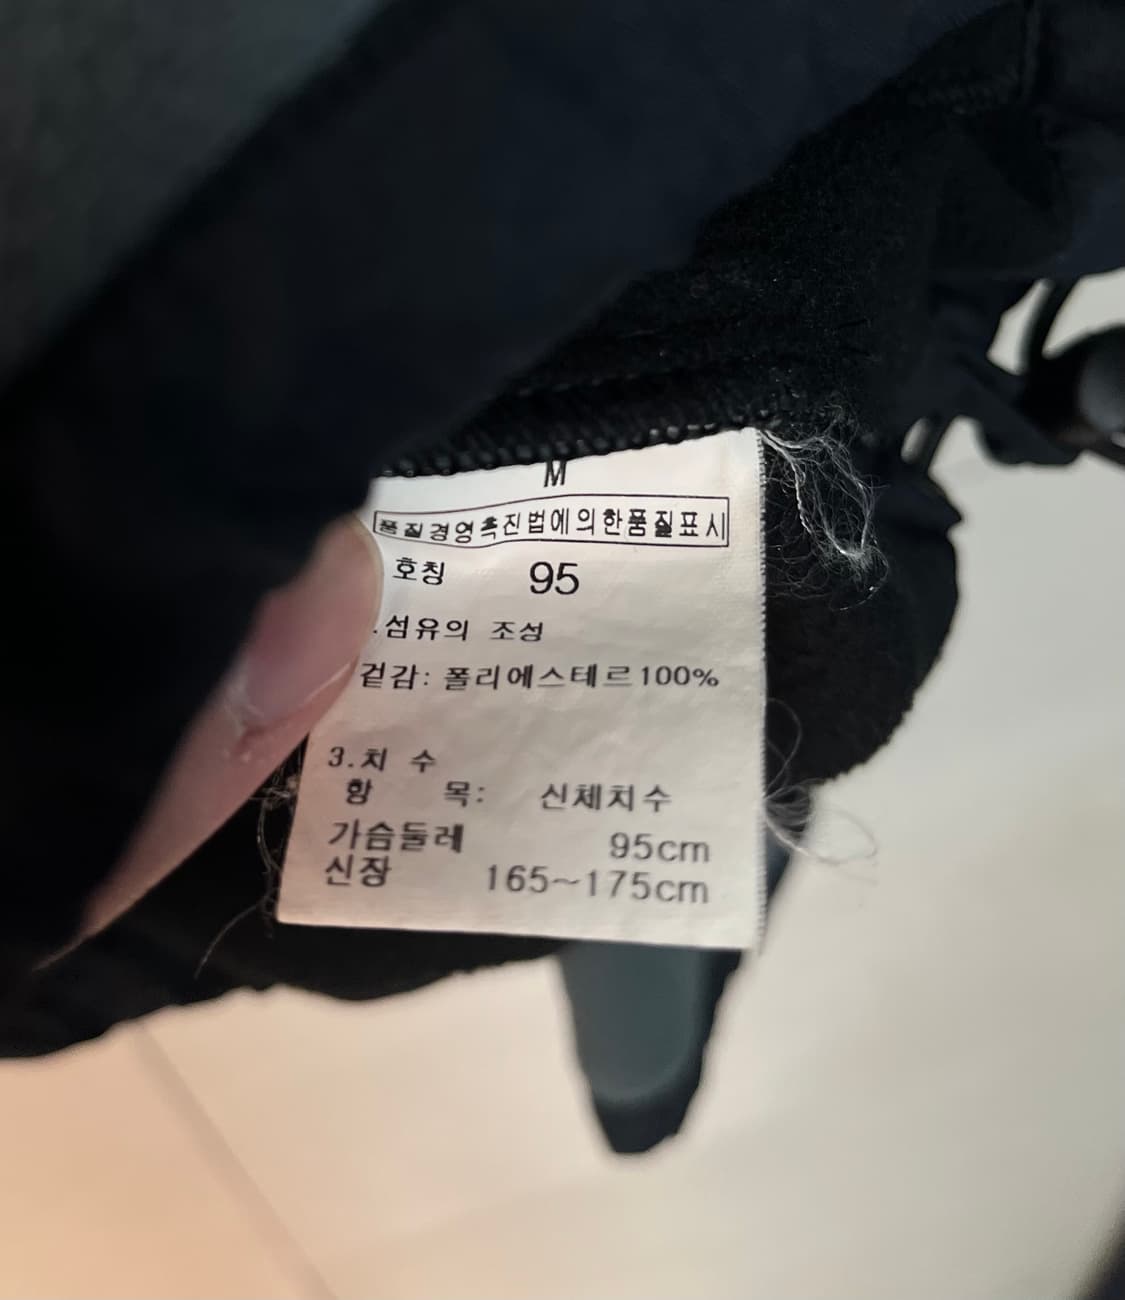 M
품질경영촉진법에의한품질표시
호칭 95
.섬유의 조성
겉감: 폴리에스테르100%
3.치 수
항 목: 신체치수
가슴둘레 95cm
신장 165~175cm